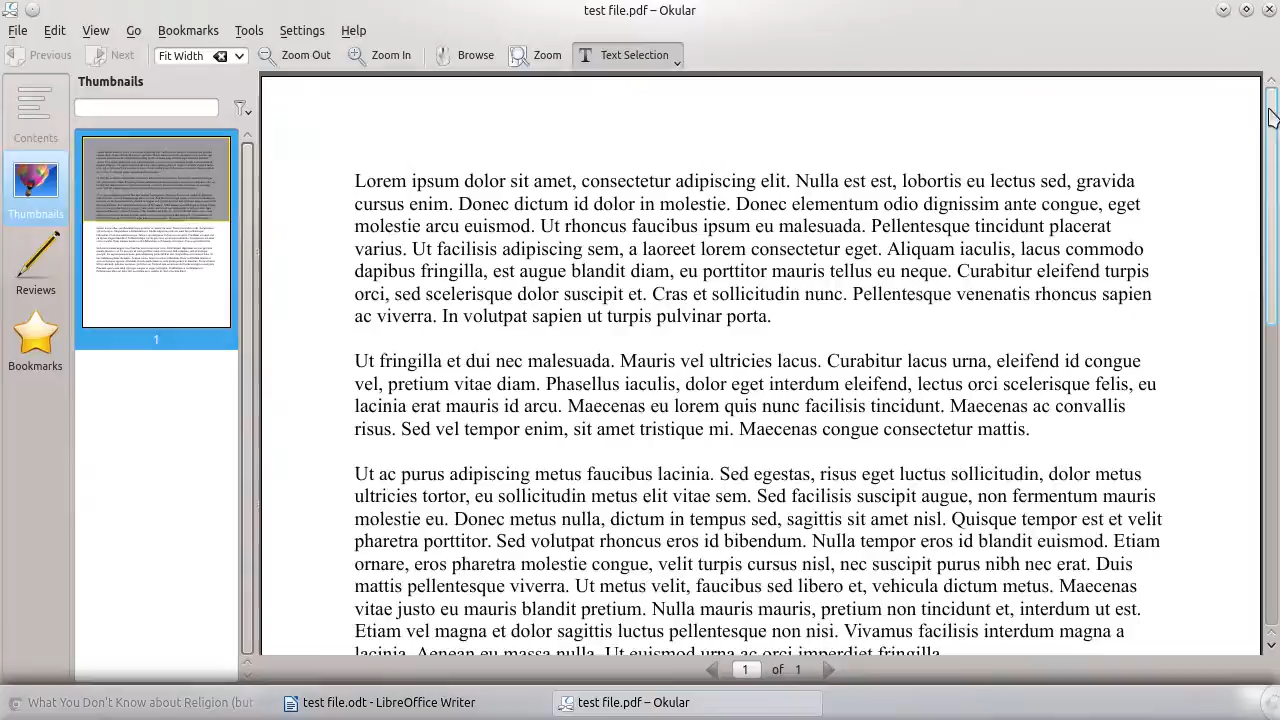 test file.pdf – Okular
File Edit View Go Bookmarks Tools Settings Help
Previous Next Fit Width Zoom Out Zoom In Browse Zoom Text Selection
Thumbnails
Contents
Thumbnails
Reviews
Bookmarks
1
Lorem ipsum dolor sit amet, consectetur adipiscing elit. Nulla est est, lobortis eu lectus sed, gravida
cursus enim. Donec dictum id dolor in molestie. Donec elementum odio dignissim ante congue, eget
molestie arcu euismod. Ut rhoncus faucibus ipsum eu maximus. Pellentesque tincidunt placerat
varius. Ut facilisis adipiscing urna, a laoreet lorem consectetur eget. Aliquam iaculis, lacus commodo
dapibus fringilla, est augue blandit diam, eu porttitor mauris tellus eu neque. Curabitur eleifend turpis
orci, sed scelerisque dolor suscipit et. Cras et sollicitudin nunc. Pellentesque venenatis rhoncus sapien
ac viverra. In volutpat sapien ut turpis pulvinar porta.
Ut fringilla et dui nec malesuada. Mauris vel ultricies lacus. Curabitur lacus urna, eleifend id congue
vel, pretium vitae diam. Phasellus iaculis, dolor eget interdum eleifend, lectus orci scelerisque felis, eu
lacinia erat mauris id arcu. Maecenas eu lorem quis nunc facilisis tincidunt. Maecenas ac convallis
risus. Sed vel tempor enim, sit amet tristique mi. Maecenas congue consectetur mattis.
Ut ac purus adipiscing metus faucibus lacinia. Sed egestas, risus eget luctus sollicitudin, dolor metus
ultricies tortor, eu sollicitudin metus elit vitae sem. Sed facilisis suscipit augue, non fermentum mauris
molestie eu. Donec metus nulla, dictum in tempus sed, sagittis sit amet nisl. Quisque tempor est et velit
pharetra porttitor. Sed volutpat rhoncus eros id bibendum. Nulla tempor eros id blandit euismod. Etiam
ornare, eros pharetra molestie congue, velit turpis cursus nisl, nec suscipit purus nibh nec erat. Duis
mattis pellentesque viverra. Ut metus velit, faucibus sed libero et, vehicula dictum metus. Maecenas
vitae justo eu mauris blandit pretium. Nulla mauris mauris, pretium non tincidunt et, interdum ut est.
Etiam vel magna et dolor sagittis luctus pellentesque non nisi. Vivamus facilisis interdum magna a
lacinia. Aenean eu massa nulla. Ut euismod urna ac orci imperdiet fringilla.
1 of 1
What You Don't Know about Religion (but
test file.odt - LibreOffice Writer
test file.pdf – Okular